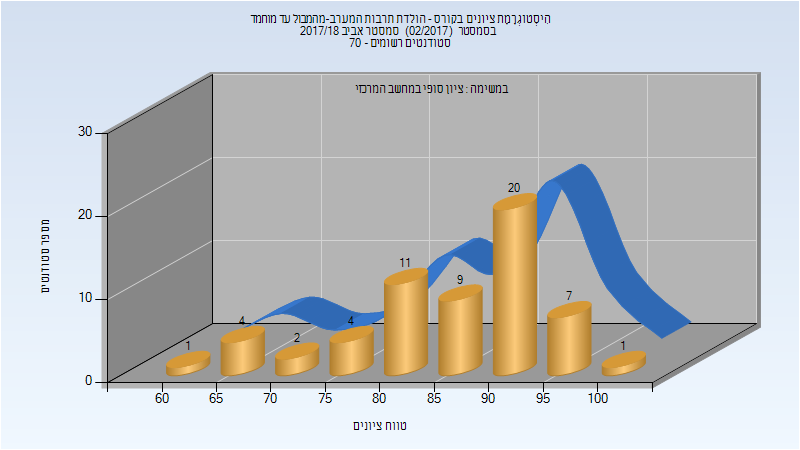 הִיסְטוֹגְרָמַת ציונים בקורס - הולדת תרבות המערב-מהמבול עד מוחמד
בסמסטר (02/2017) סמסטר אביב 2017/18
סטודנטים רשומים - 70
במשימה : ציון סופי במחשב המרכזי
מספר סטודנטים
30
20
10
0
1
4
2
4
11
9
20
7
1
60 65 70 75 80 85 90 95 100
טווח ציונים